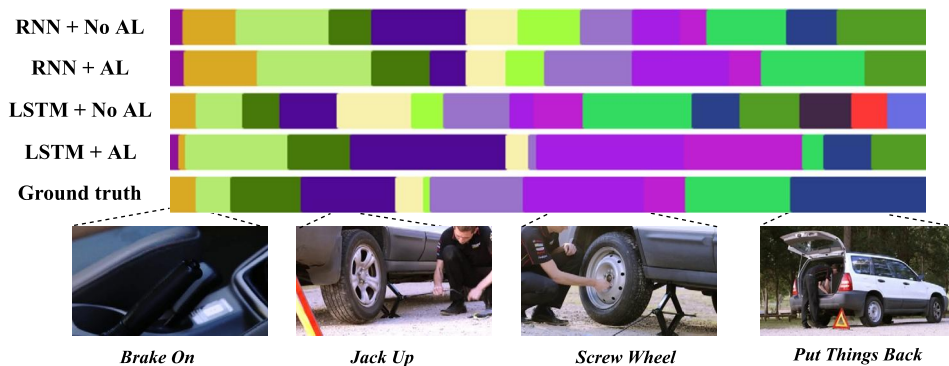 RNN + No AL
RNN + AL
LSTM + No AL
LSTM + AL
Ground truth
Brake On
Jack Up
Screw Wheel
Put Things Back